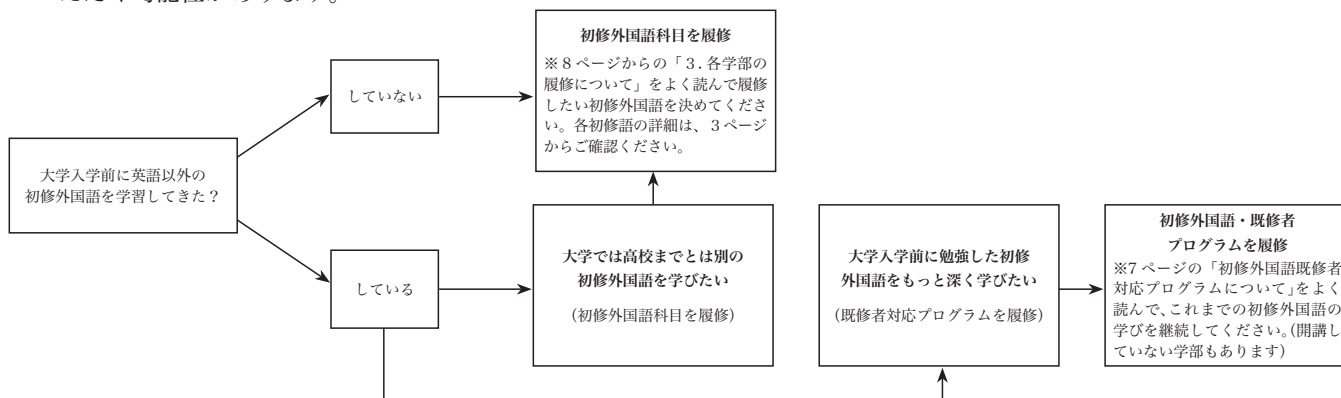 大学入学前に英語以外の
初修外国語を学習してきた？
していない
初修外国語科目を履修
※８ページからの「３. 各学部の
履修について」をよく読んで履修
したい初修外国語を決めてくださ
い。各初修語の詳細は、３ページ
からご確認ください。
している
大学では高校までとは別の
初修外国語を学びたい
(初修外国語科目を履修)
大学入学前に勉強した初修
外国語をもっと深く学びたい
(既修者対応プログラムを履修)
初修外国語・既修者
プログラムを履修
※7 ページの「初修外国語既修者
対応プログラムについて」をよく
読んで、これまでの初修外国語の
学びを継続してください。(開講し
ていない学部もあります)